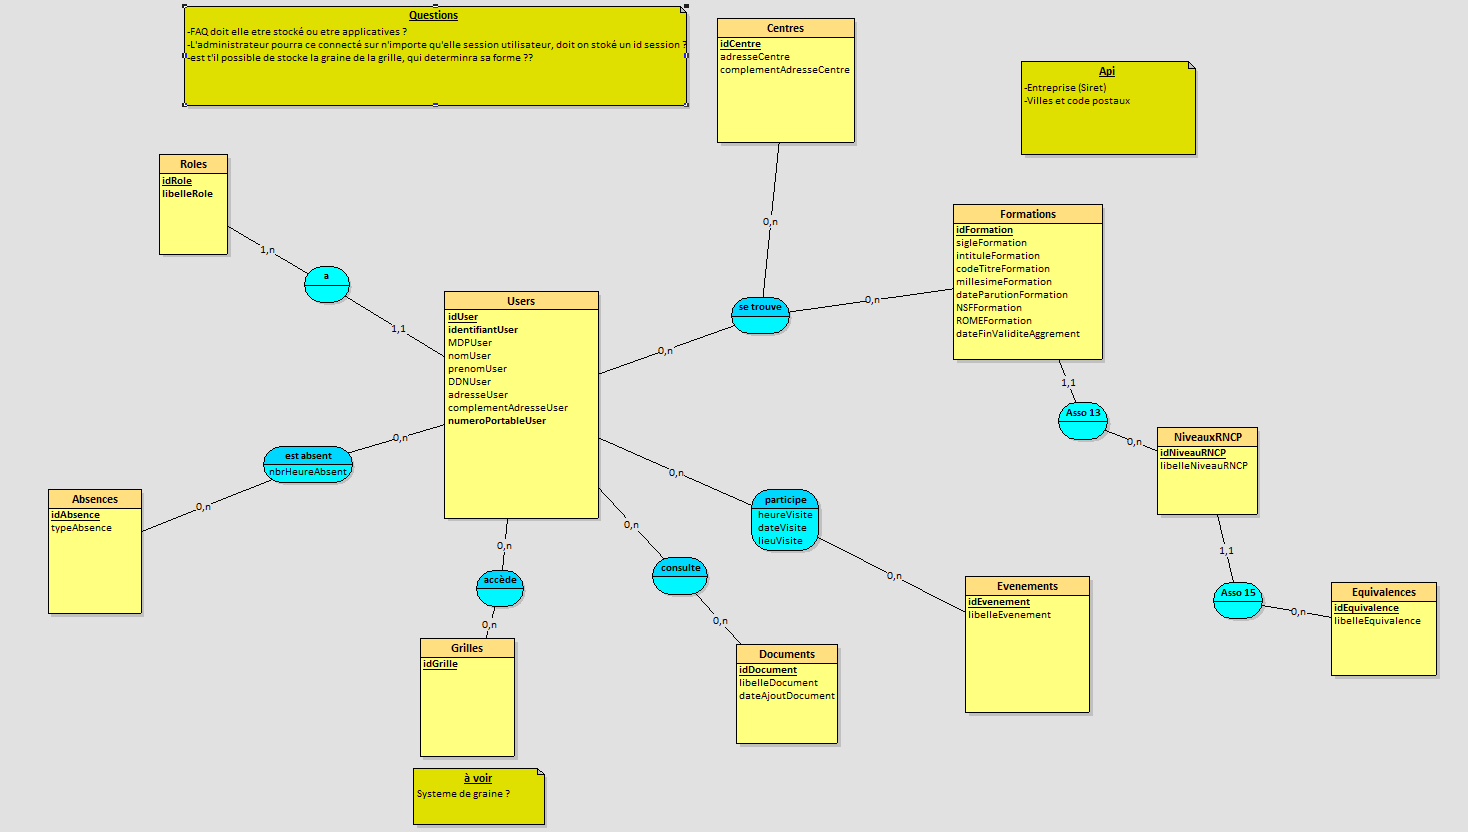 Questions
-FAQ doit elle etre stocké ou etre applicatives ?
-L'administrateur pourra ce connecté sur n'importe qu'elle session utilisateur, doit on stoké un id session ?
-est t'il possible de stocke la graine de la grille, qui determinra sa forme ??
Centres
idCentre
adresseCentre
complementAdresseCentre
Api
-Entreprise (Siret)
-Villes et code postaux
Roles
idRole
libelleRole
0,n
1,n
a
1,1
Formations
idFormation
sigleFormation
intituleFormation
codeTitreFormation
millesimeFormation
dateParutionFormation
NSFFormation
ROMEFormation
dateFinValiditeAggrement
Users
idUser
identifiantUser
MDPUser
nomUser
prenomUser
DDNUser
adresseUser
complementAdresseUser
numeroPortableUser
se trouve
0,n
0,n
1,1
Asso 13
0,n
NiveauxRNCP
idNiveauRNCP
libelleNiveauRNCP
0,n
est absent
nbrHeureAbsent
0,n
Absences
idAbsence
typeAbsence
0,n
participe
heureVisite
dateVisite
lieuVisite
0,n
0,n
0,n
accède
0,n
consulte
0,n
1,1
Asso 15
0,n
Evenements
idEvenement
libelleEvenement
Equivalences
idEquivalence
libelleEquivalence
Grilles
idGrille
Documents
idDocument
libelleDocument
dateAjoutDocument
à voir
Systeme de graine ?